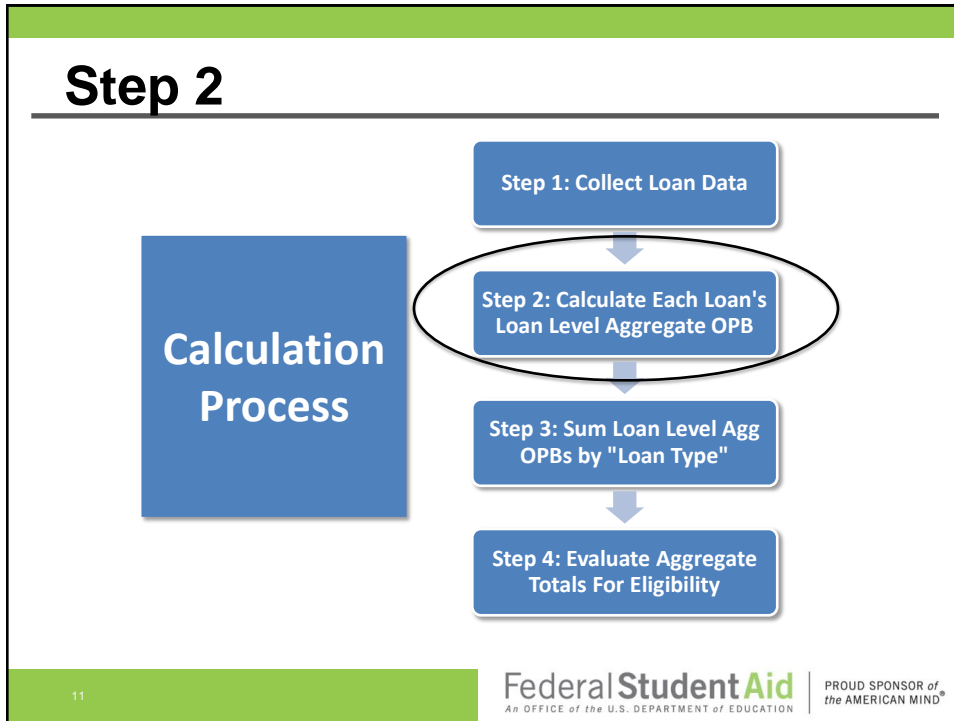 Step 2
Calculation
Process
Step 1: Collect Loan Data
Step 2: Calculate Each Loan's
Loan Level Aggregate OPB
Step 3: Sum Loan Level Agg
OPBs by "Loan Type"
Step 4: Evaluate Aggregate
Totals For Eligibility
11
Federal Student Aid
An OFFICE of the U.S. DEPARTMENT of EDUCATION
PROUD SPONSOR of
the AMERICAN MIND®